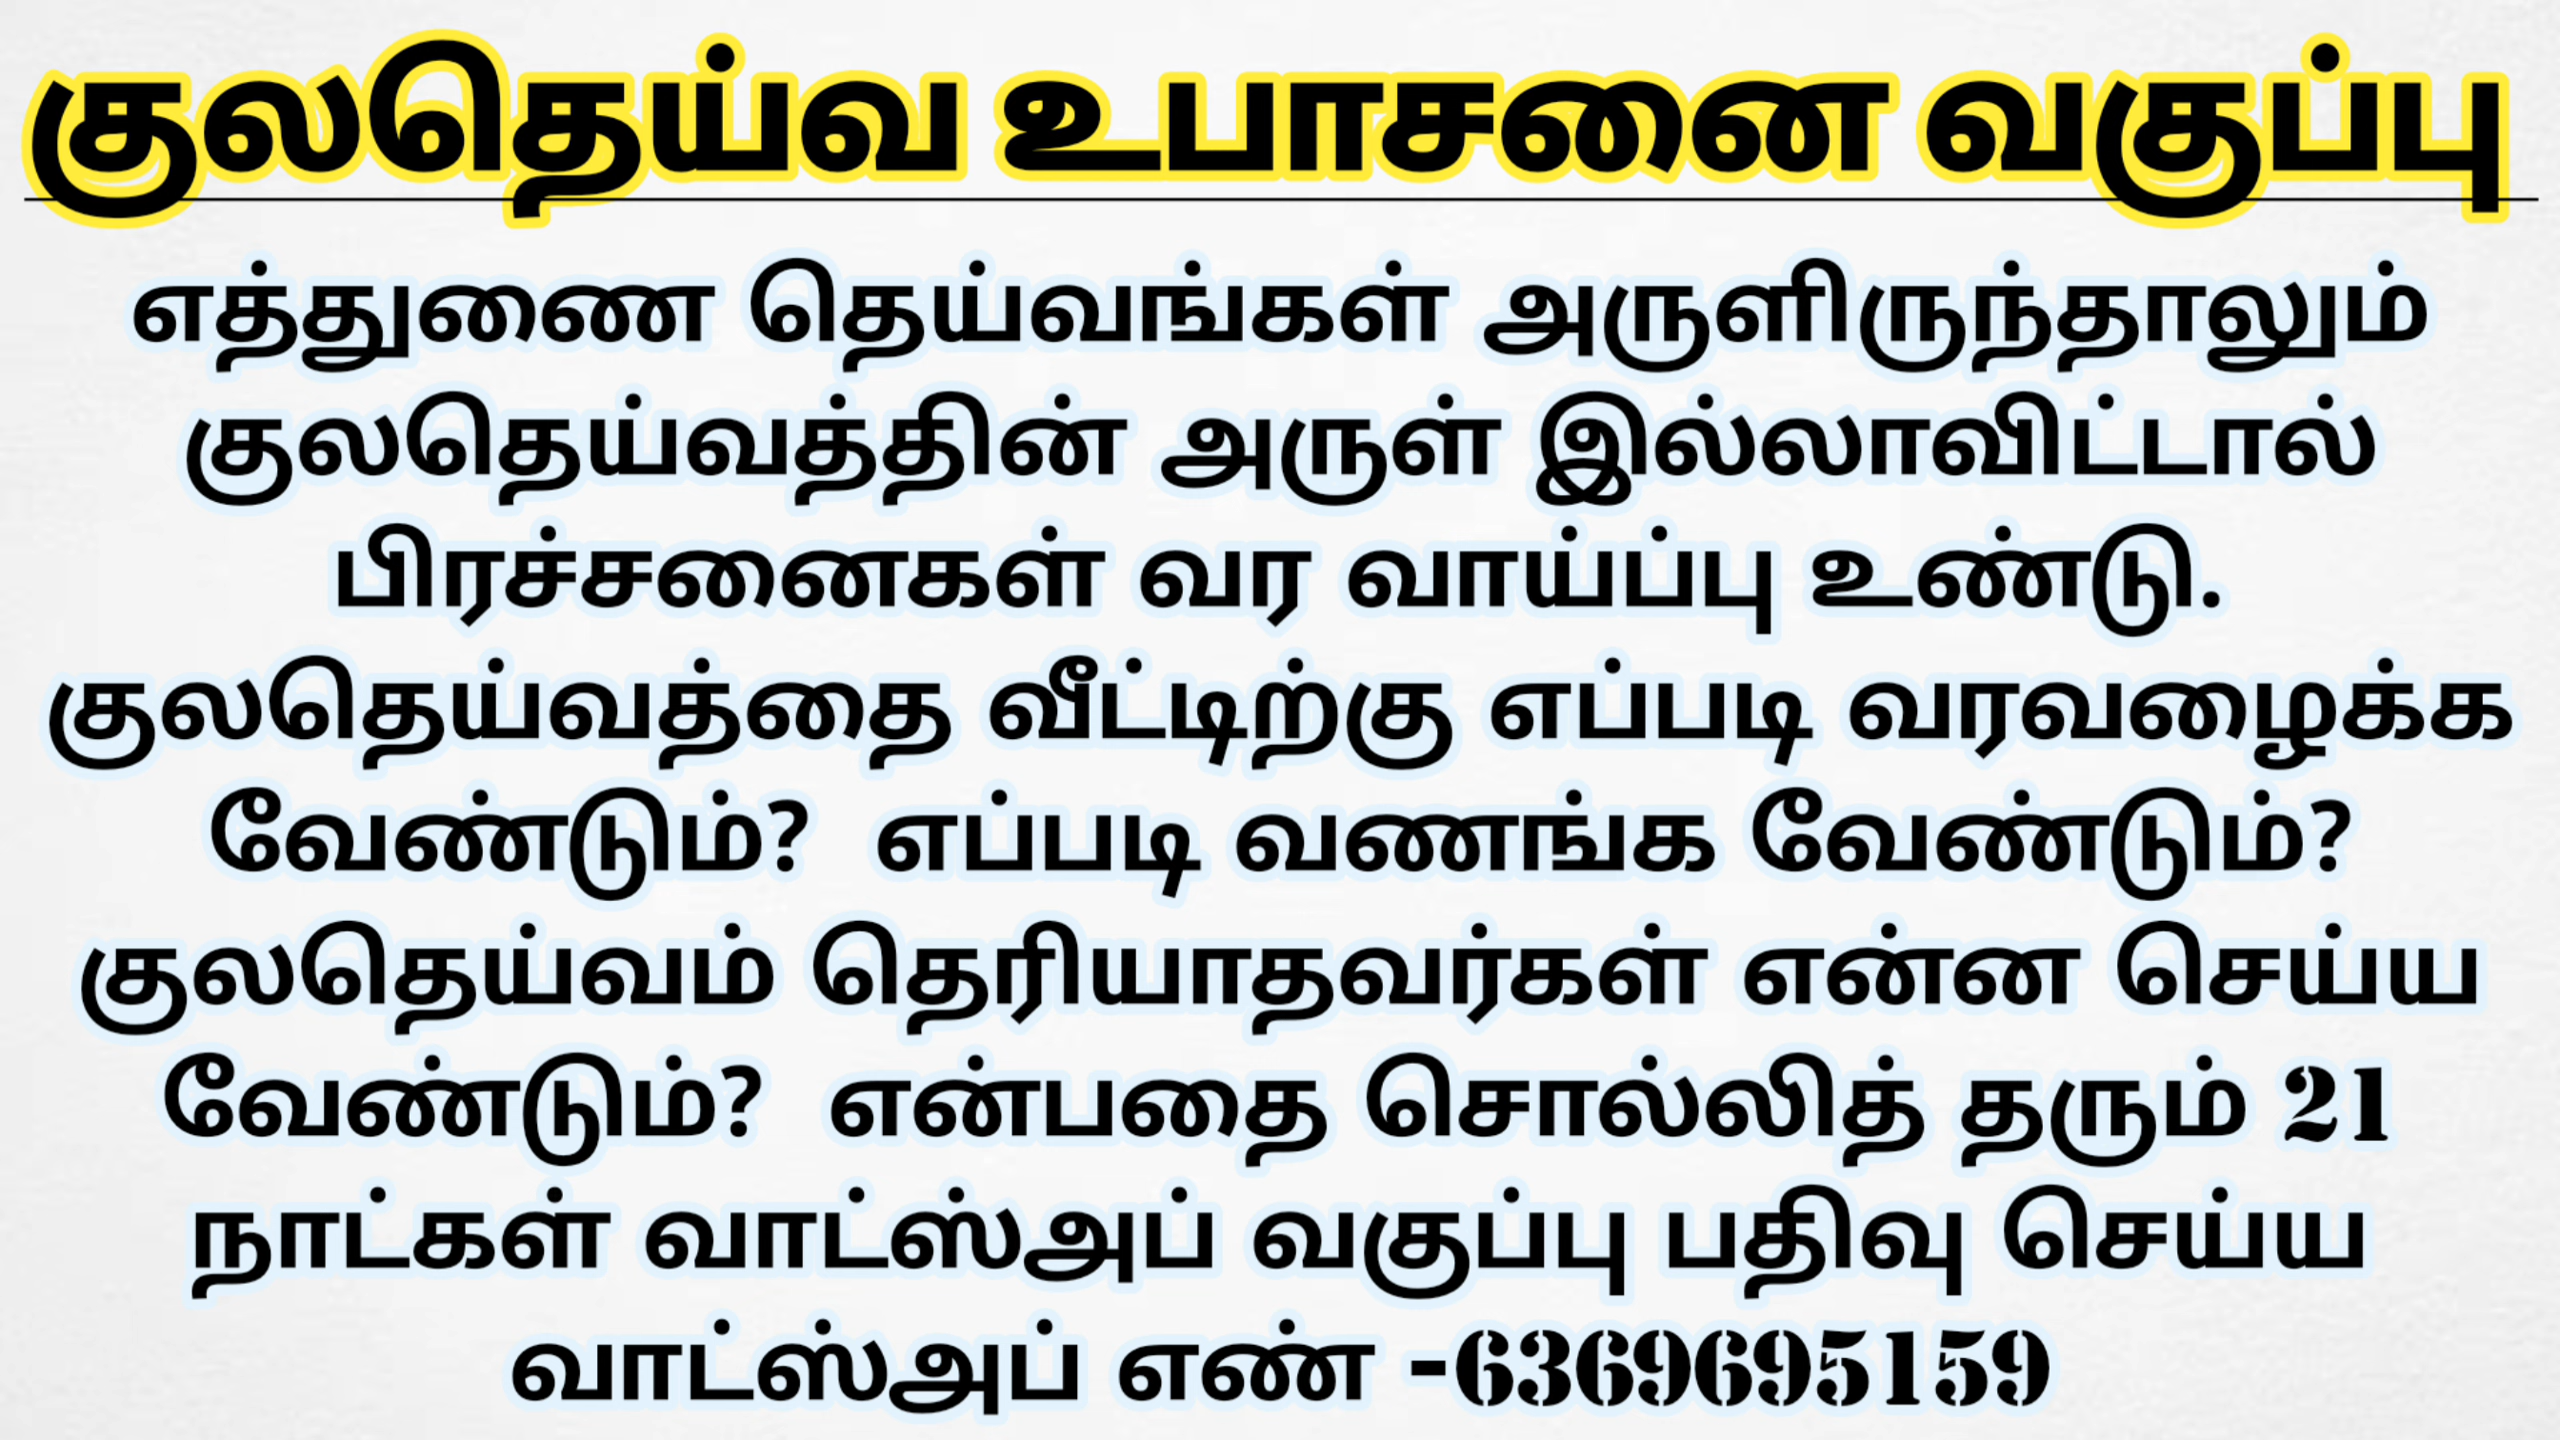 குலதெய்வ உபாசனை வகுப்பு
எத்துணை தெய்வங்கள் அருளிருந்தாலும்
குலதெய்வத்தின் அருள் இல்லாவிட்டால்
பிரச்சனைகள் வர வாய்ப்பு உண்டு.
குலதெய்வத்தை வீட்டிற்கு எப்படி வரவழைக்க
வேண்டும்? எப்படி வணங்க வேண்டும்?
குலதெய்வம் தெரியாதவர்கள் என்ன செய்ய
வேண்டும்? என்பதை சொல்லித் தரும் 21
நாட்கள் வாட்ஸ்அப் வகுப்பு பதிவு செய்ய
வாட்ஸ்அப் எண் -6369695159